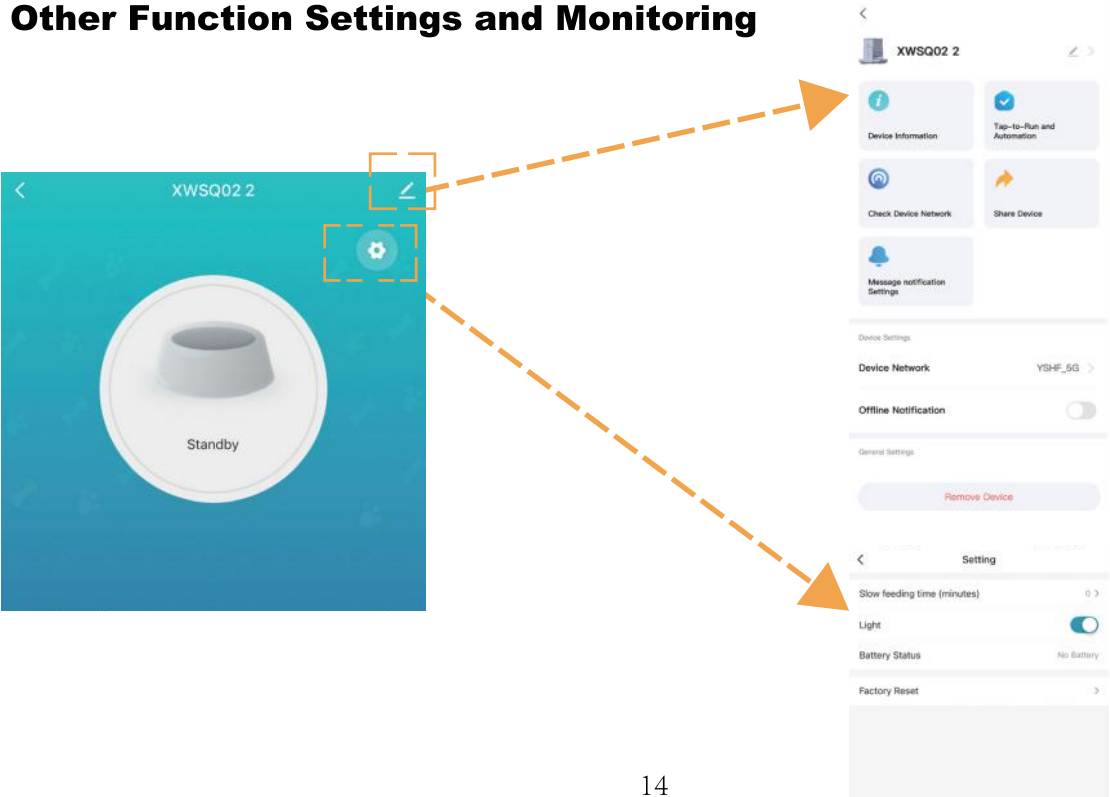 Other Function Settings and Monitoring
XWSQ02 2
Standby
XWSQ02 2
Device Information
Tap-to-Run and
Automation
Check Device Network
Share Device
Message notification
Settings
Device Settings
Device Network
YSHF_5G
Offline Notification
General Settings
Remove Device
Setting
Slow feeding time (minutes)
0
Light
Battery Status
No Battery
Factory Reset
14